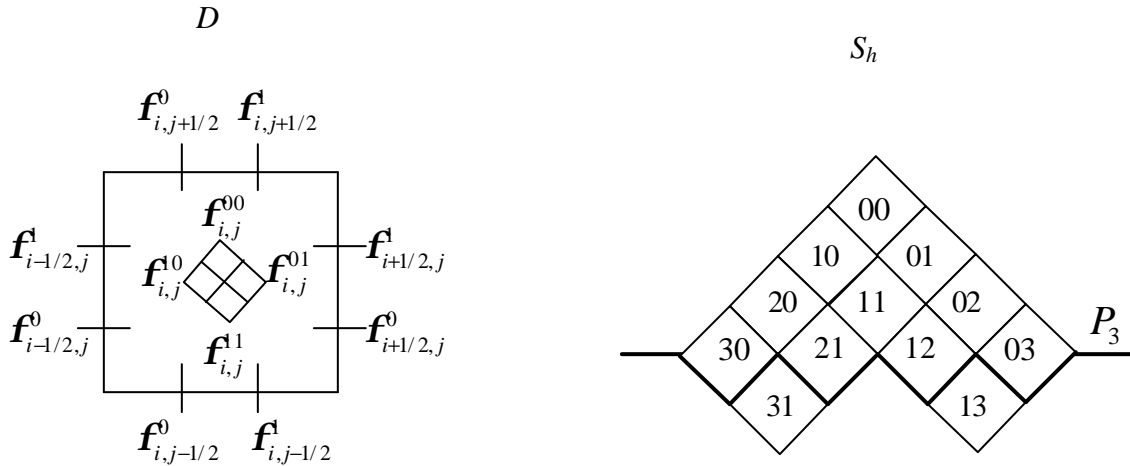 D
S_h
f^0_{i,j+1/2} f^1_{i,j+1/2}
f^{00}_{i,j}
f^1_{i-1/2,j} f^{10}_{i,j} f^{01}_{i,j} f^1_{i+1/2,j}
f^0_{i-1/2,j} f^{11}_{i,j} f^0_{i+1/2,j}
f^0_{i,j-1/2} f^1_{i,j-1/2}
00
10 01
20 11 02
30 21 12 03 P_3
31 13